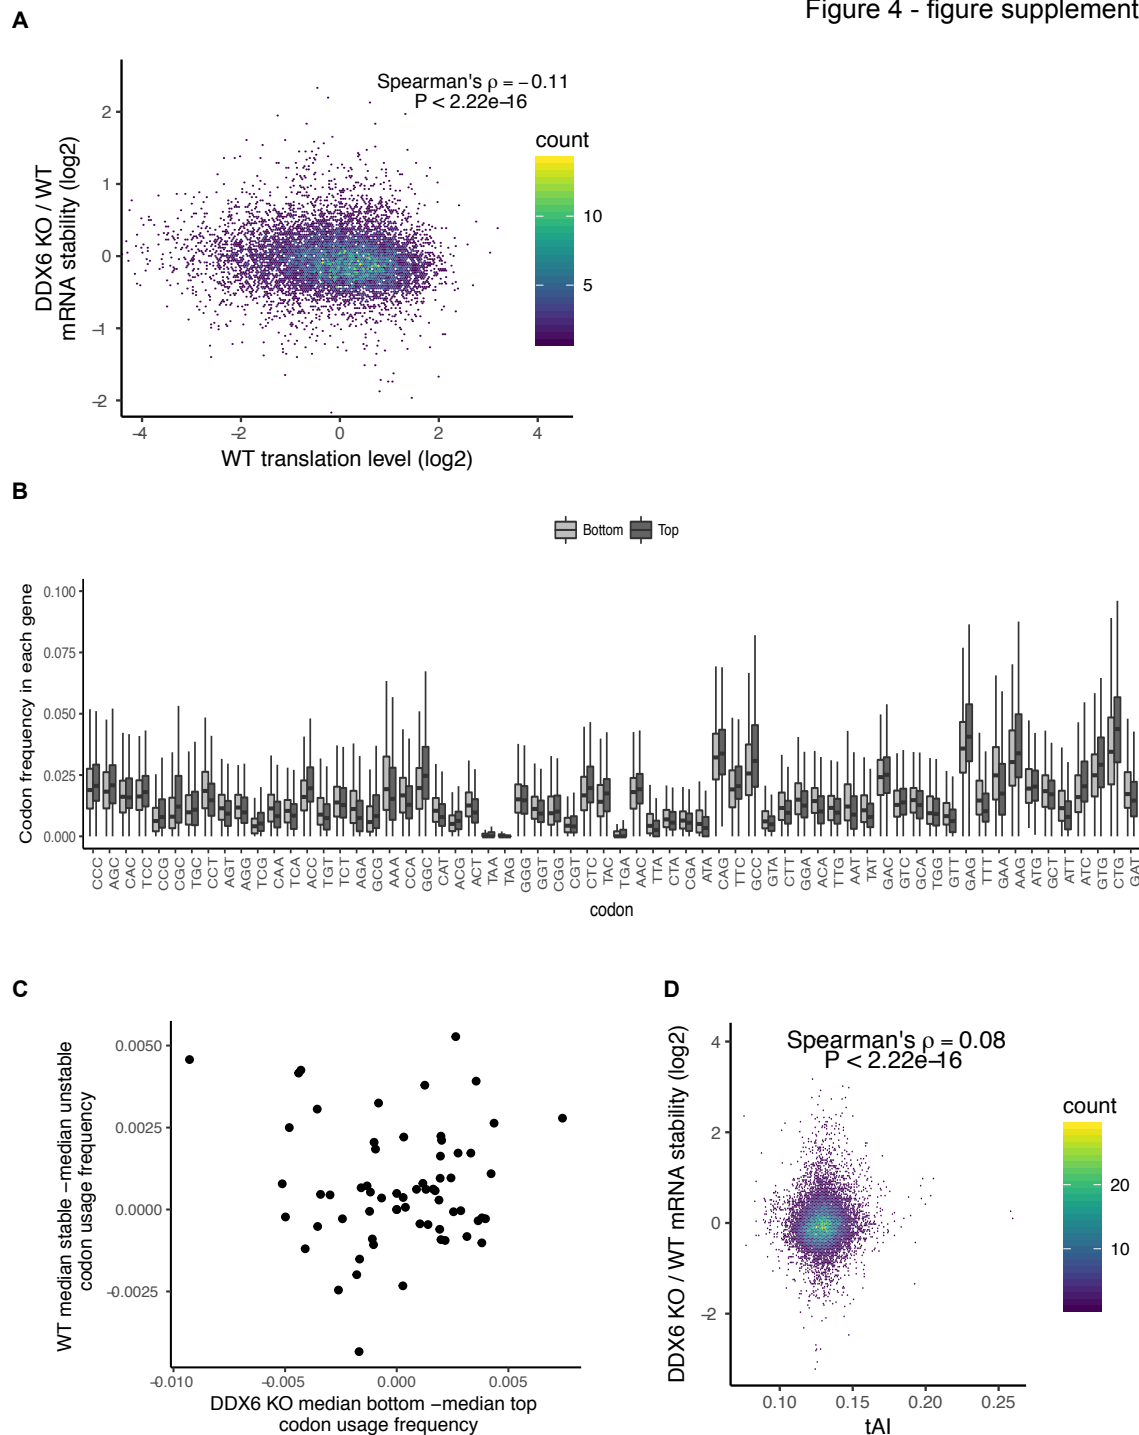 Figure 4 - figure supplement
A
Spearman's ρ = −0.11
P < 2.22e−16
count
10
5
DDX6 KO / WT
mRNA stability (log2)
2
1
0
−1
−2
−4 −2 0 2 4
WT translation level (log2)
B
Bottom Top
Codon frequency in each gene
0.100
0.075
0.050
0.025
0.000
CCC AGC CAC TCC CCG CGC TGC CCT AGT AGG TCG CAA TCA ACC TGT TCT AGA GCG AAA CCA GGC CAT ACG ACT TAA TAG GGG GGT CGG CGT CTC TAC TGA AAC TTA CTA CGA ATA CAG TTC GCC GTA CTT GGA ACA TTG AAT TAT GAC GTC GCA TGG GTT GAG TTT GAA AAG ATG GCT ATT ATC GTG CTG GAT
codon
C
WT median stable −median unstable
codon usage frequency
0.0050
0.0025
0.0000
−0.0025
−0.010 −0.005 0.000 0.005
DDX6 KO median bottom −median top
codon usage frequency
D
Spearman's ρ = 0.08
P < 2.22e−16
count
20
10
DDX6 KO / WT mRNA stability (log2)
4
2
0
−2
0.10 0.15 0.20 0.25
tAI